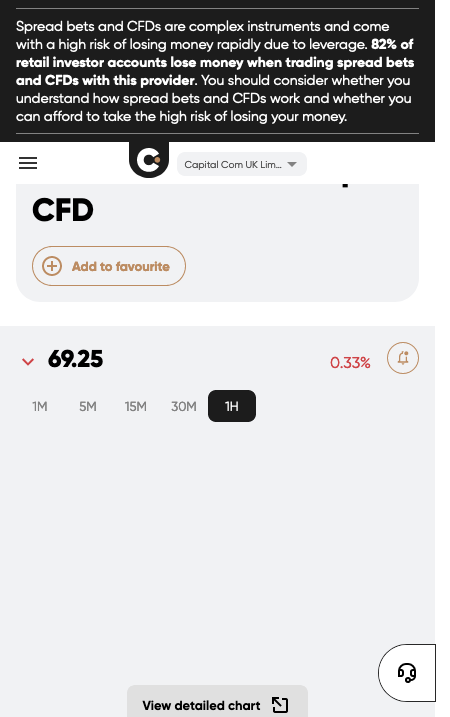 Spread bets and CFDs are complex instruments and come
with a high risk of losing money rapidly due to leverage. 82% of
retail investor accounts lose money when trading spread bets
and CFDs with this provider. You should consider whether you
understand how spread bets and CFDs work and whether you
can afford to take the high risk of losing your money.
Capital Com UK Lim...
CFD
Add to favourite
69.25
0.33%
1M 5M 15M 30M 1H
View detailed chart